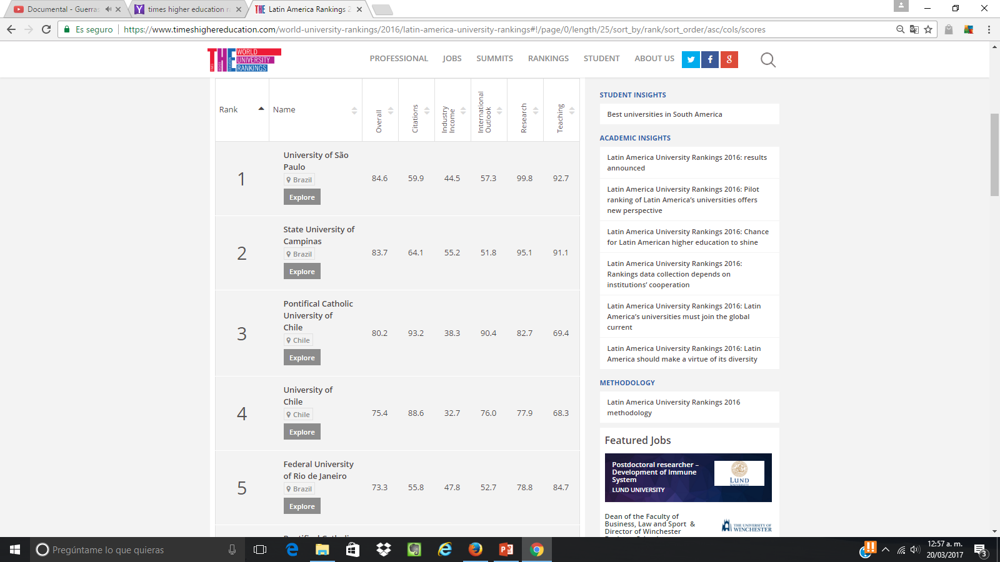 Documental - Guerras
times higher education r
Latin America Rankings 2
Es seguro
https://www.timeshighereducation.com/world-university-rankings/2016/latin-america-university-rankings#!/page/0/length/25/sort_by/rank/sort_order/asc/cols/scores
THE WORLD UNIVERSITY RANKINGS
TIMES HIGHER EDUCATION
PROFESSIONAL JOBS SUMMITS RANKINGS STUDENT ABOUT US
Rank Name Overall Citations Industry Income International Outlook Research Teaching
University of São
Paulo
Brazil
1 84.6 59.9 44.5 57.3 99.8 92.7
Explore
State University of
Campinas
Brazil
2 83.7 64.1 55.2 51.8 95.1 91.1
Explore
Pontifical Catholic
University of
Chile
3 80.2 93.2 38.3 90.4 82.7 69.4
Chile
Explore
University of
Chile
4 75.4 88.6 32.7 76.0 77.9 68.3
Chile
Explore
Federal University
of Rio de Janeiro
5 73.3 55.8 47.8 52.7 78.8 84.7
Brazil
Explore
STUDENT INSIGHTS
Best universities in South America
ACADEMIC INSIGHTS
Latin America University Rankings 2016: results
announced
Latin America University Rankings 2016: Pilot
ranking of Latin America’s universities offers
new perspective
Latin America University Rankings 2016: Chance
for Latin American higher education to shine
Latin America University Rankings 2016:
Rankings data collection depends on
institutions’ cooperation
Latin America University Rankings 2016: Latin
America’s universities must join the global
current
Latin America University Rankings 2016: Latin
America should make a virtue of its diversity
METHODOLOGY
Latin America University Rankings 2016
methodology
Featured Jobs
Postdoctoral researcher –
Development of Immune
System
LUND UNIVERSITY
LUND
UNIVERSITY
Dean of the Faculty of
Business, Law and Sport &
Director of Winchester
THE UNIVERSITY OF
WINCHESTER
Pregúntame lo que quieras
12:57 a. m.
20/03/2017
3